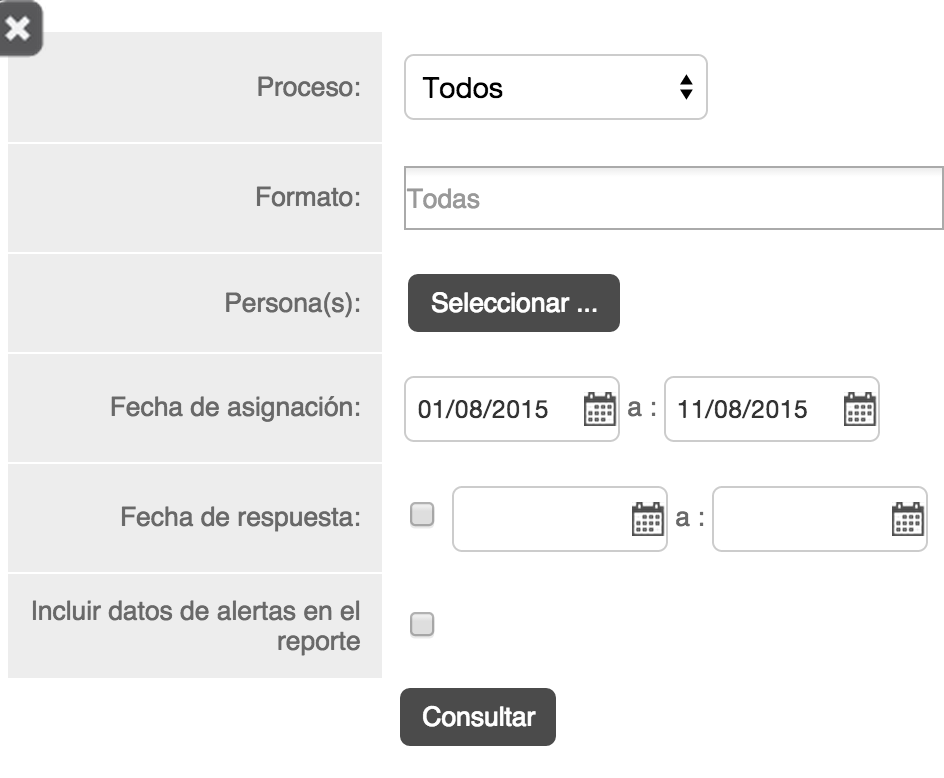 Proceso: Todos
Formato: Todas
Persona(s): Seleccionar ...
Fecha de asignación: 01/08/2015 a : 11/08/2015
Fecha de respuesta: a :
Incluir datos de alertas en el
reporte
Consultar